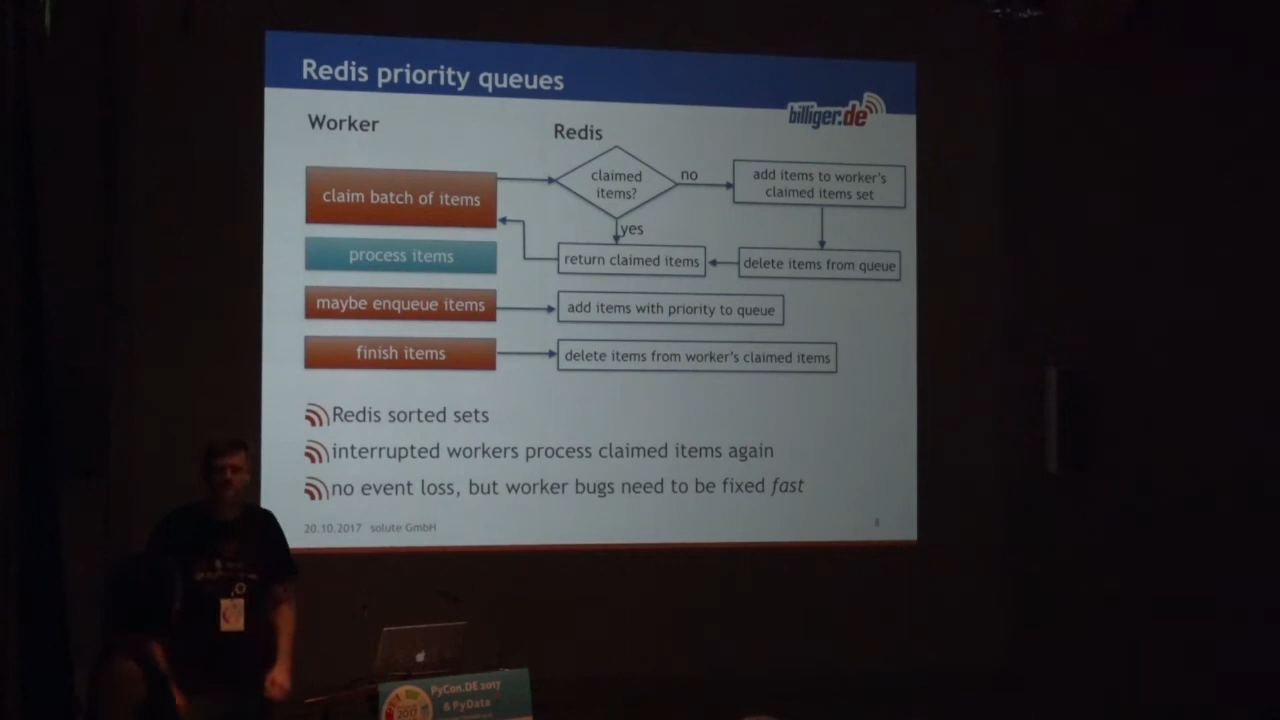 Redis priority queues
billiger.de
Worker
Redis
claim batch of items
claimed
items?
no
add items to worker's
claimed items set
yes
process items
return claimed items
delete items from queue
maybe enqueue items
add items with priority to queue
finish items
delete items from worker's claimed items
Redis sorted sets
interrupted workers process claimed items again
no event loss, but worker bugs need to be fixed fast
20.10.2017 solute GmbH
8
PyCon.DE 2017
& PyData
2017